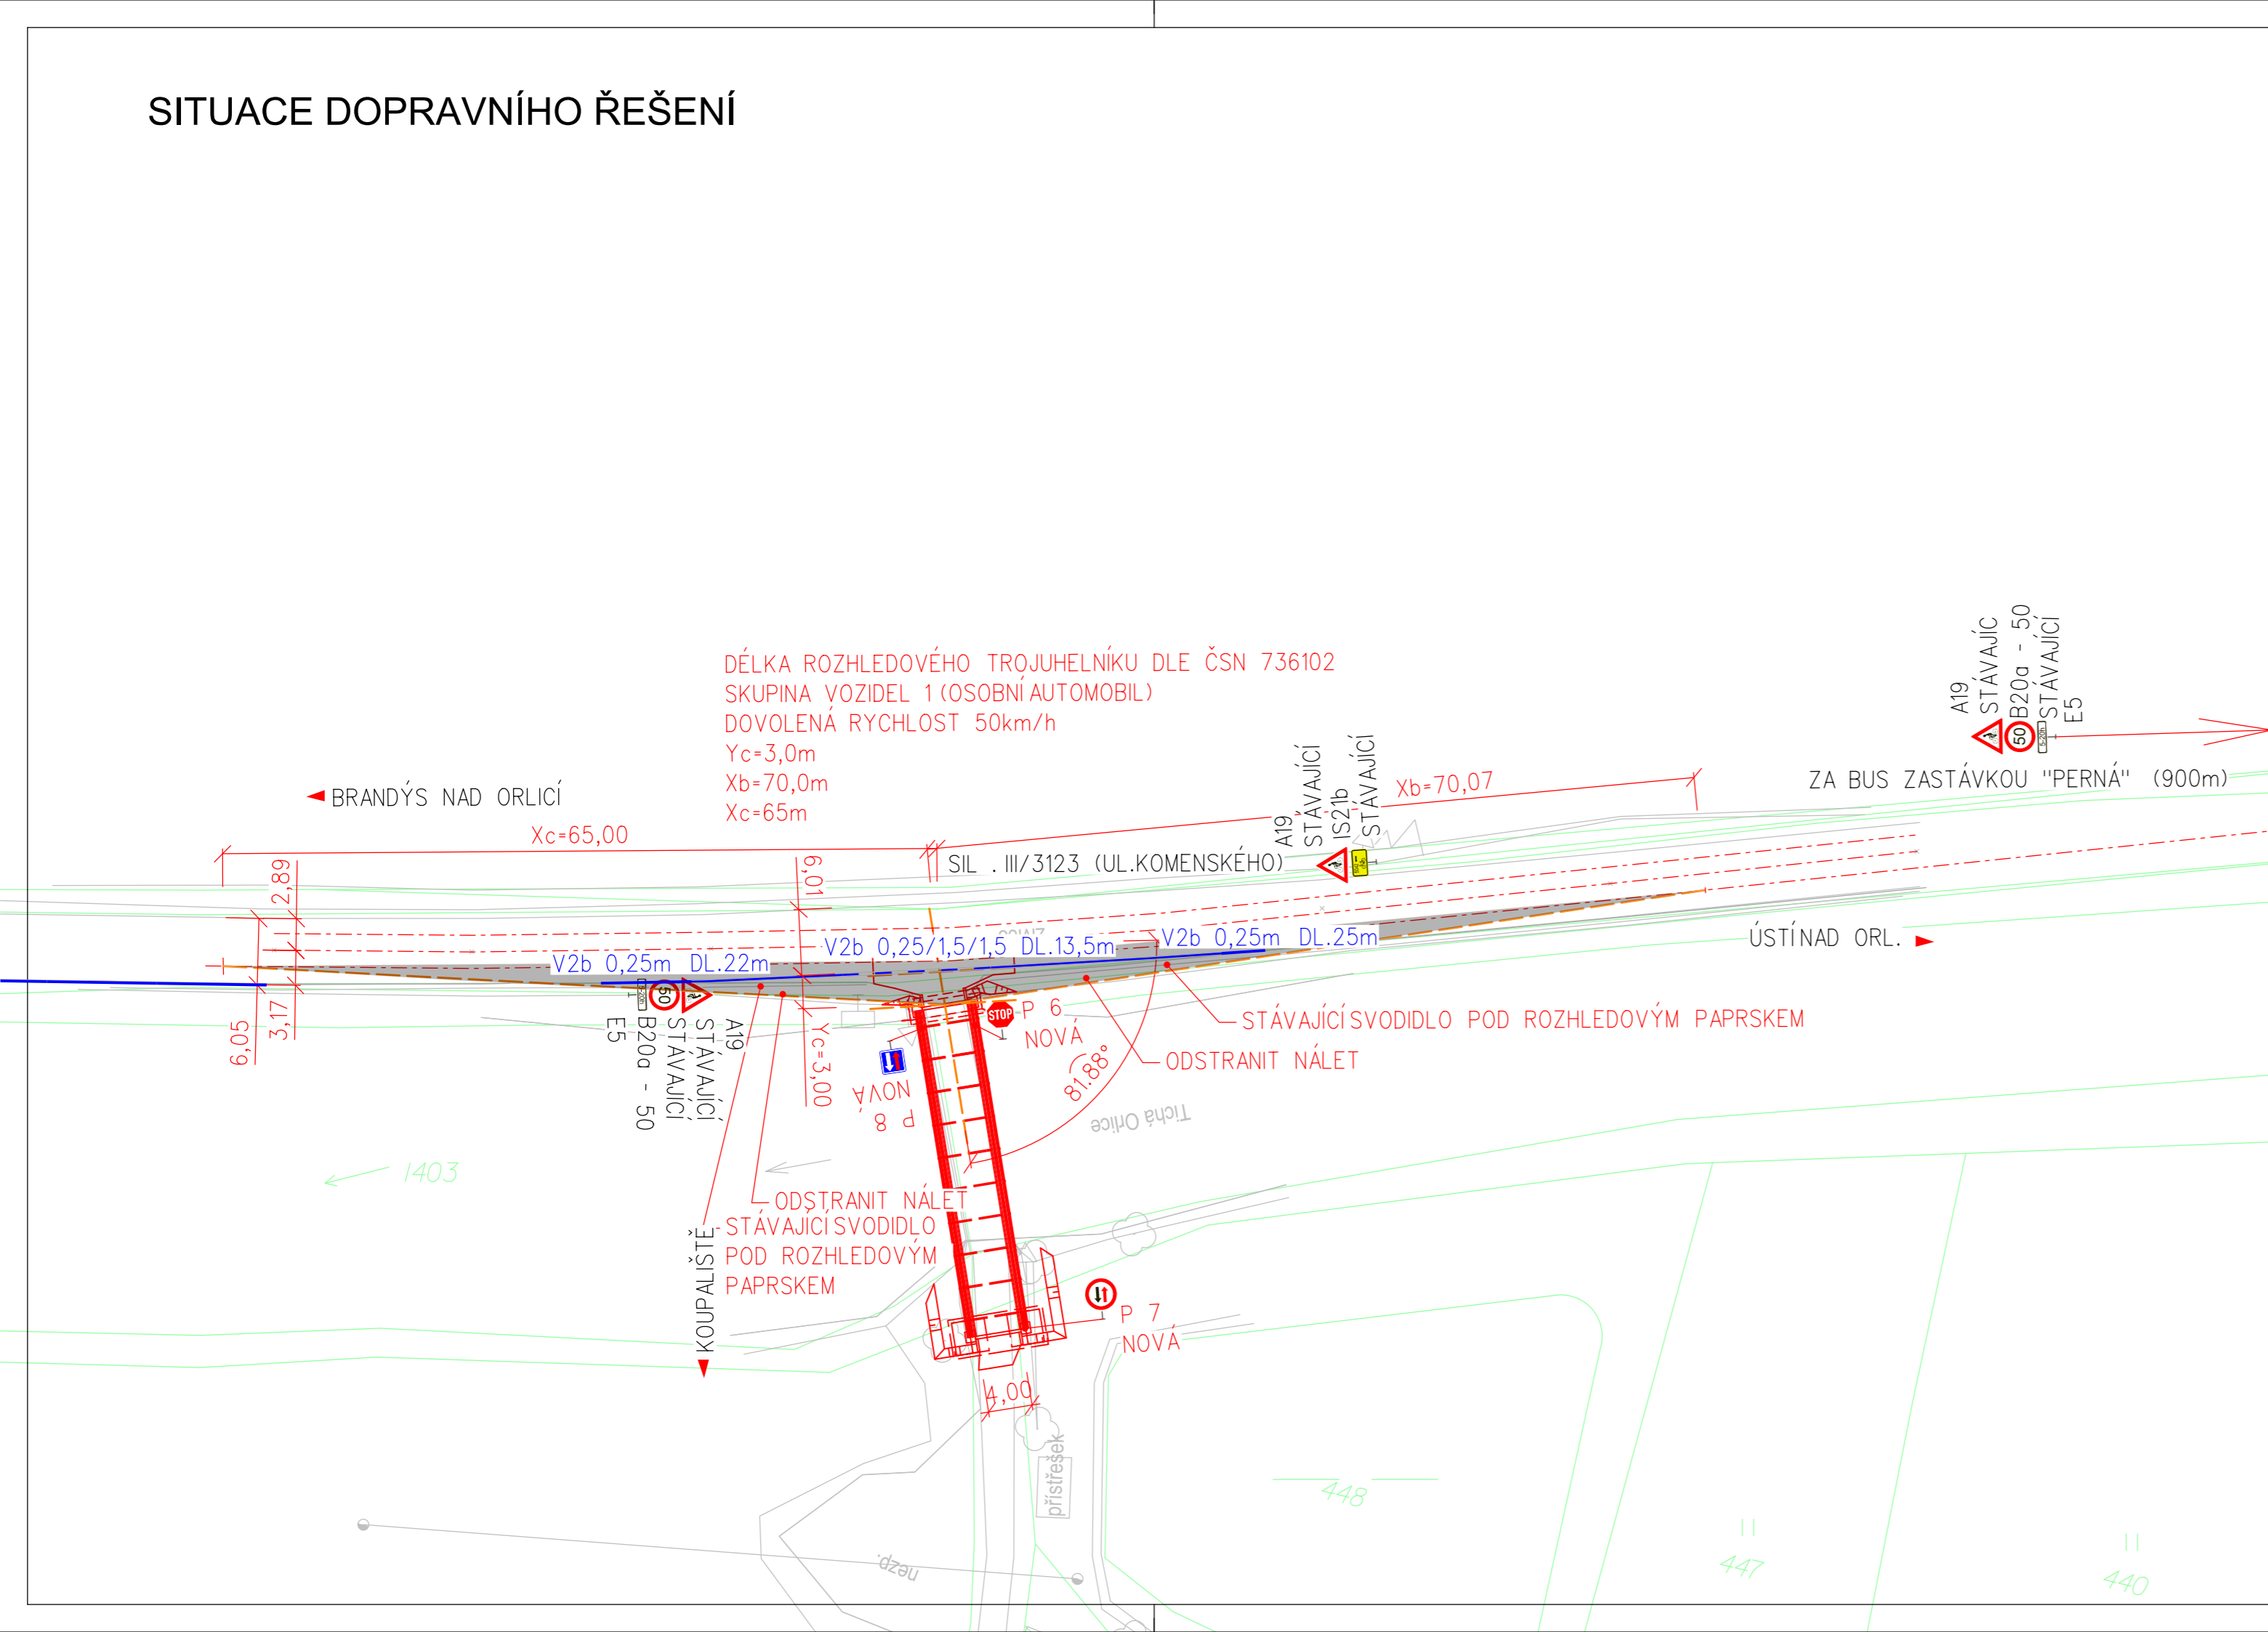 SITUACE DOPRAVNÍHO ŘEŠENÍ
DÉLKA ROZHLEDOVÉHO TROJUHELNÍKU DLE ČSN 736102
SKUPINA VOZIDEL 1 (OSOBNÍ AUTOMOBIL)
DOVOLENÁ RYCHLOST 50km/h
Yc=3,0m
Xb=70,0m
Xc=65m
A19
STÁVAJÍC
B20a - 50
STÁVAJÍCÍ
E5
50
5-20h
ZA BUS ZASTÁVKOU "PERNÁ" (900m)
BRANDÝS NAD ORLICÍ
Xc=65,00
Xb=70,07
A19
STÁVAJÍCÍ
IS21b
STÁVAJÍCÍ
SIL . III/3123 (UL.KOMENSKÉHO)
2,89
6,01
6,05
3,17
V2b 0,25m DL.22m
V2b 0,25/1,5/1,5 DL.13,5m
V2b 0,25m DL.25m
ÚSTÍ NAD ORL.
50
A19
STÁVAJÍCÍ
STÁVAJÍCÍ
B20a - 50
E5
Yc=3,00
STOP
P 6
NOVÁ
P 8
NOVÁ
81.88°
STÁVAJÍCÍ SVODIDLO POD ROZHLEDOVÝM PAPRSKEM
ODSTRANIT NÁLET
Tichá Orlice
1403
ODSTRANIT NÁLET
STÁVAJÍCÍ SVODIDLO
POD ROZHLEDOVÝM
PAPRSKEM
KOUPALIŠTĚ
P 7
NOVÁ
4,00
přístřešek
nezp.
448
447
440